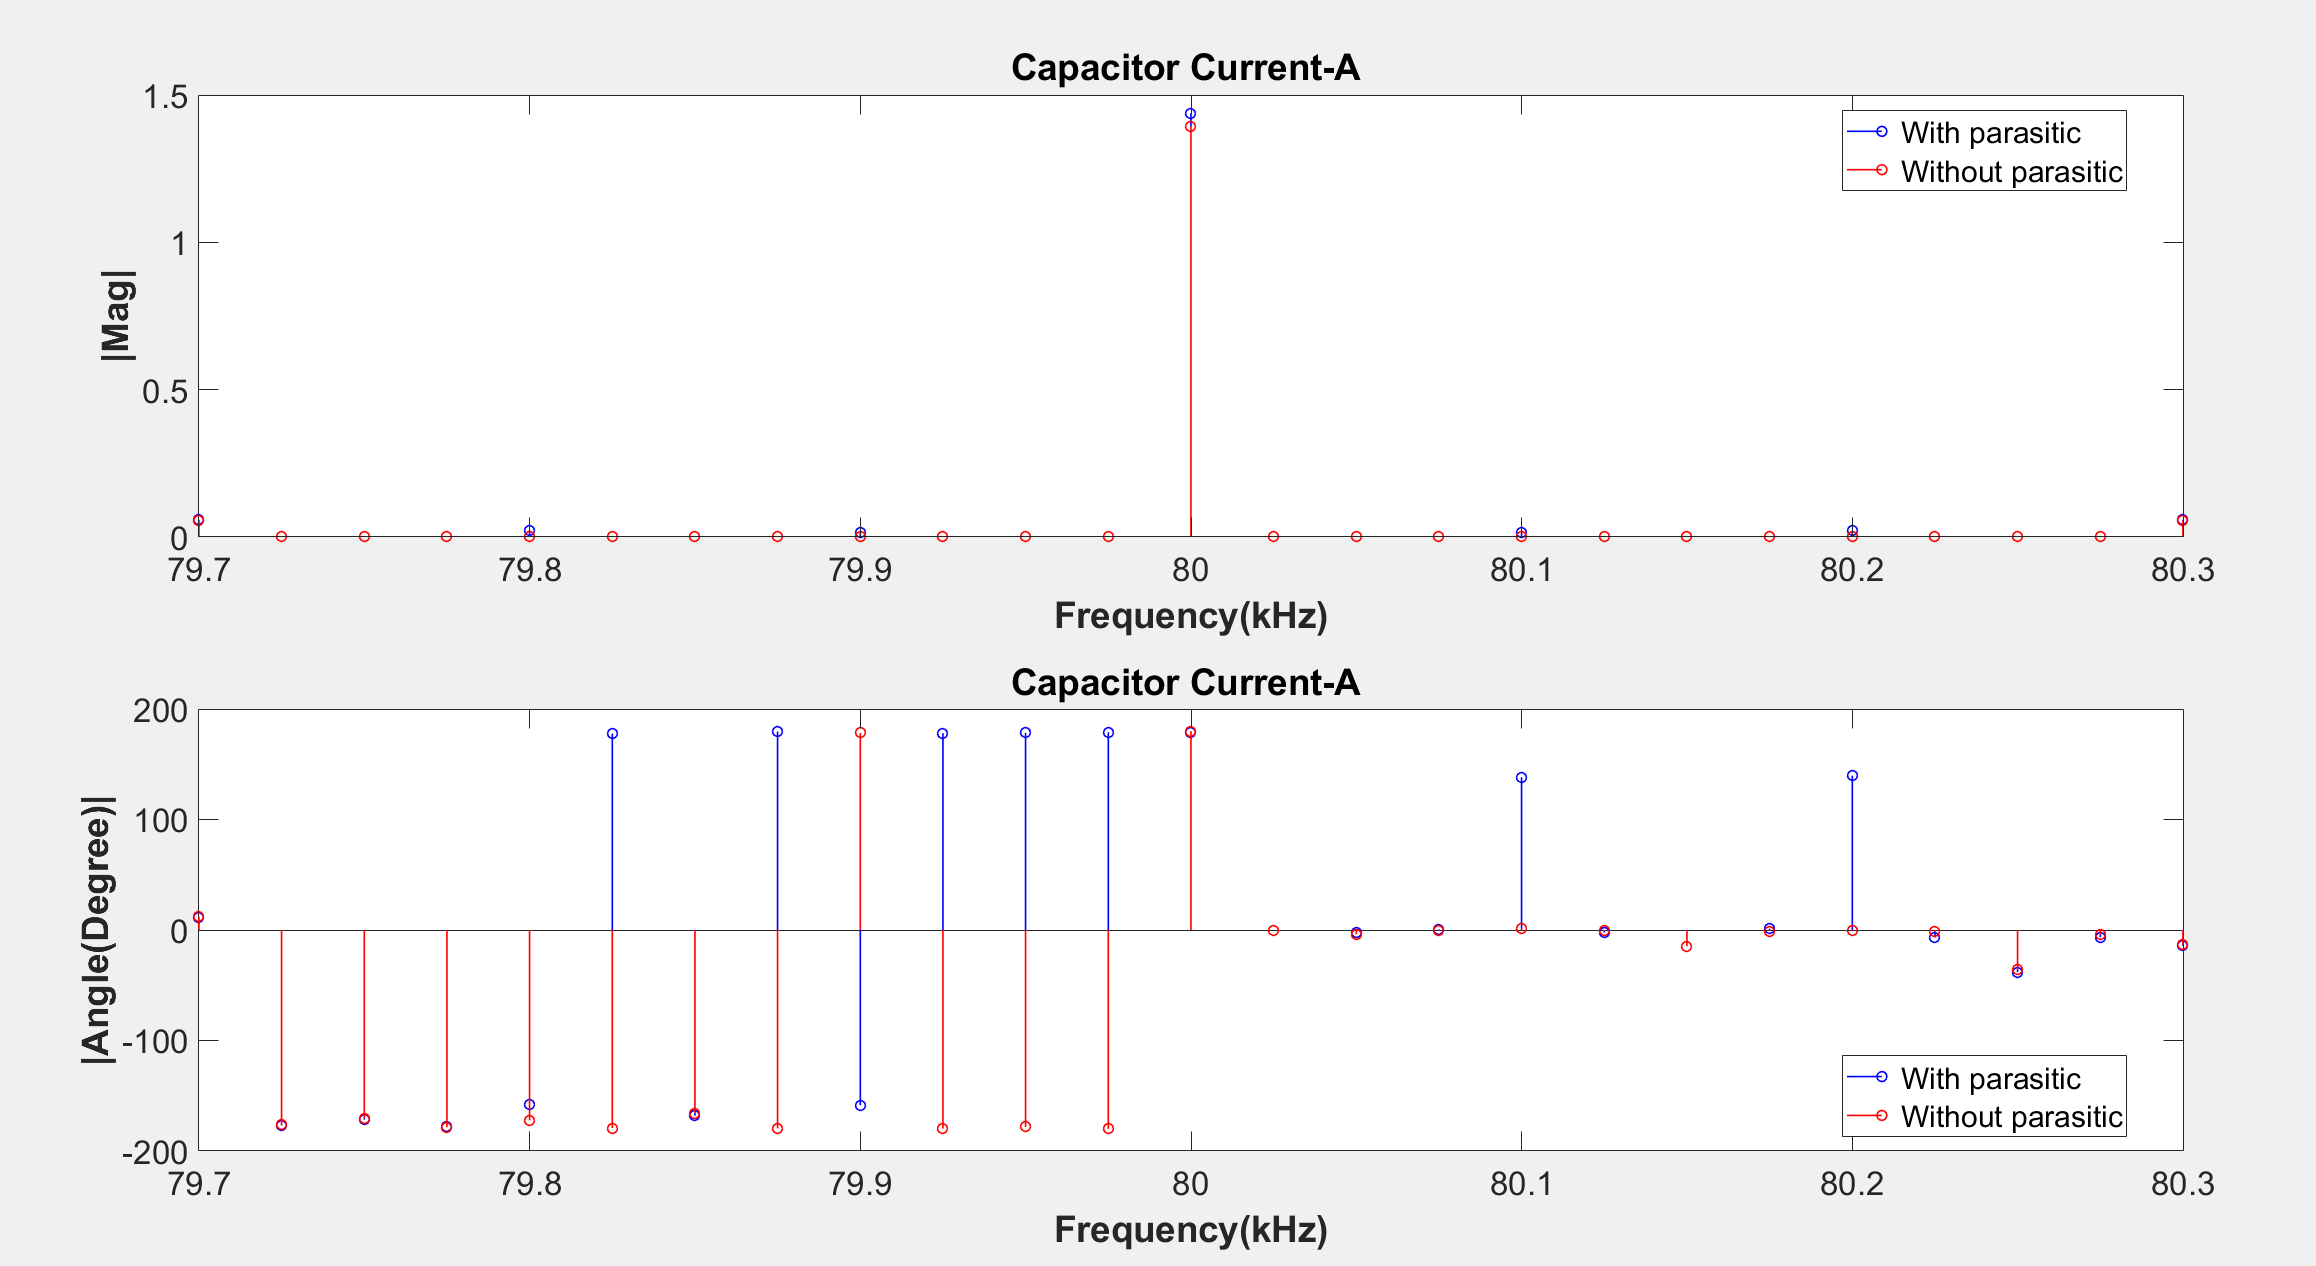 Capacitor Current-A
1.5
1
0.5
0
|Mag|
With parasitic
Without parasitic
79.7 79.8 79.9 80 80.1 80.2 80.3
Frequency(kHz)
Capacitor Current-A
200
100
0
-100
-200
|Angle(Degree)|
With parasitic
Without parasitic
79.7 79.8 79.9 80 80.1 80.2 80.3
Frequency(kHz)